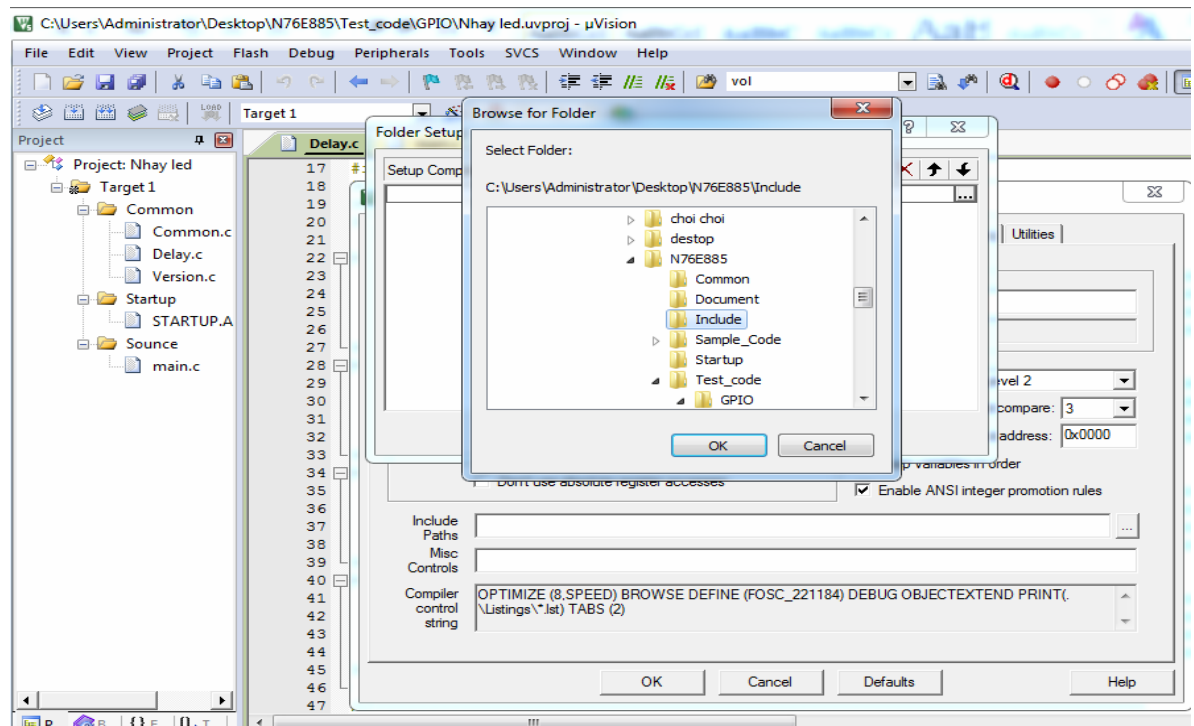 C:\Users\Administrator\Desktop\N76E885\Test_code\GPIO\Nhay led.uvproj - µVision
File Edit View Project Flash Debug Peripherals Tools SVCS Window Help
vol
LOAD Target 1
Project
Project: Nhay led
Target 1
Common
Common.c
Delay.c
Version.c
Startup
STARTUP.A
Sounce
main.c
Delay.c
17
18
19
20
21
22
23
24
25
26
27
28
29
30
31
32
33
34
35
36
37
38
39
40
41
42
43
44
45
46
47
Folder Setup
Setup Comp
Browse for Folder
Select Folder:
C:\Users\Administrator\Desktop\N76E885\Include
choi choi
destop
N76E885
Common
Document
Include
Sample_Code
Startup
Test_code
GPIO
OK Cancel
Utilities
evel 2
compare: 3
address: 0x0000
variables in order
Don't use absolute register accesses
Enable ANSI integer promotion rules
Include Paths
Misc Controls
Compiler control string
OPTIMIZE (8,SPEED) BROWSE DEFINE (FOSC_221184) DEBUG OBJECTEXTEND PRINT(.
\Listings\*.lst) TABS (2)
OK Cancel Defaults Help